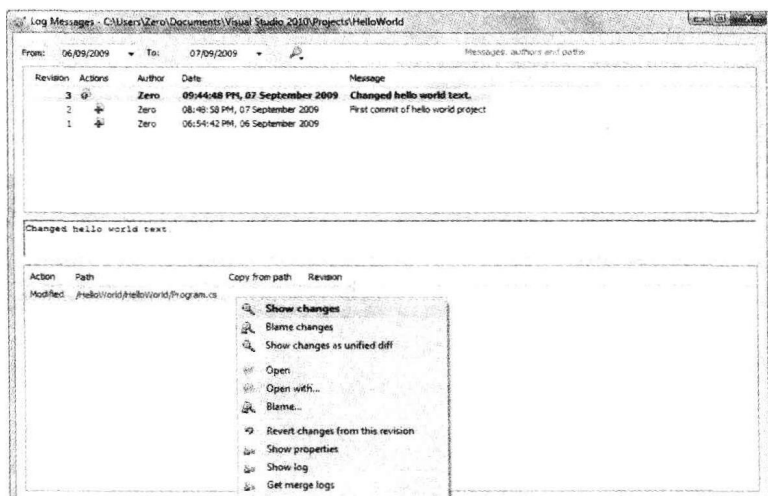 Log Messages - C:\Users\Zero\Documents\Visual Studio 2010\Projects\HelloWorld
From: 06/09/2009 To: 07/09/2009 Messages, authors and paths
Revision Actions Author Date Message
3 Zero 09:44:48 PM, 07 September 2009 Changed hello world text.
2 Zero 08:48:58 PM, 07 September 2009 First commit of hello world project
1 Zero 06:54:42 PM, 06 September 2009
Changed hello world text.
Action Path Copy from path Revision
Modified /HelloWorld/HelloWorld/Program.cs
Show changes
Blame changes
Show changes as unified diff
Open
Open with...
Blame...
Revert changes from this revision
Show properties
Show log
Get merge logs